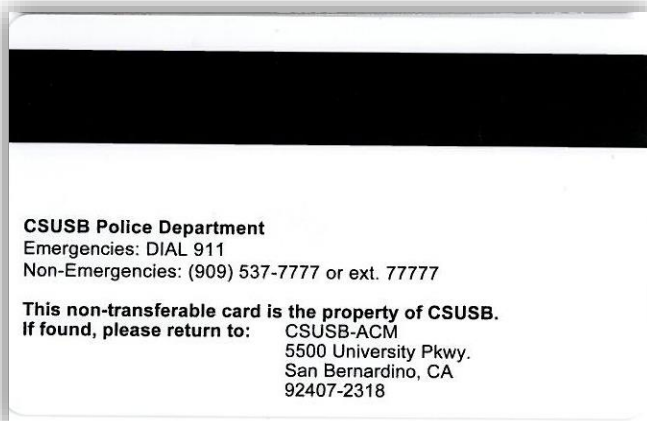 CSUSB Police Department
Emergencies: DIAL 911
Non-Emergencies: (909) 537-7777 or ext. 77777
This non-transferable card is the property of CSUSB.
If found, please return to: CSUSB-ACM
5500 University Pkwy.
San Bernardino, CA
92407-2318